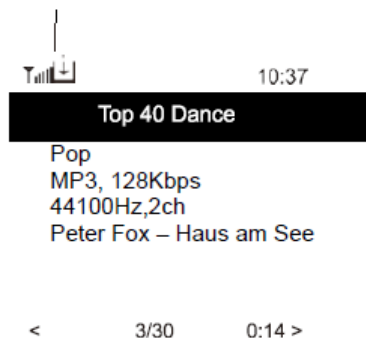 10:37
Top 40 Dance
Pop
MP3, 128Kbps
44100Hz,2ch
Peter Fox – Haus am See
< 3/30 0:14 >